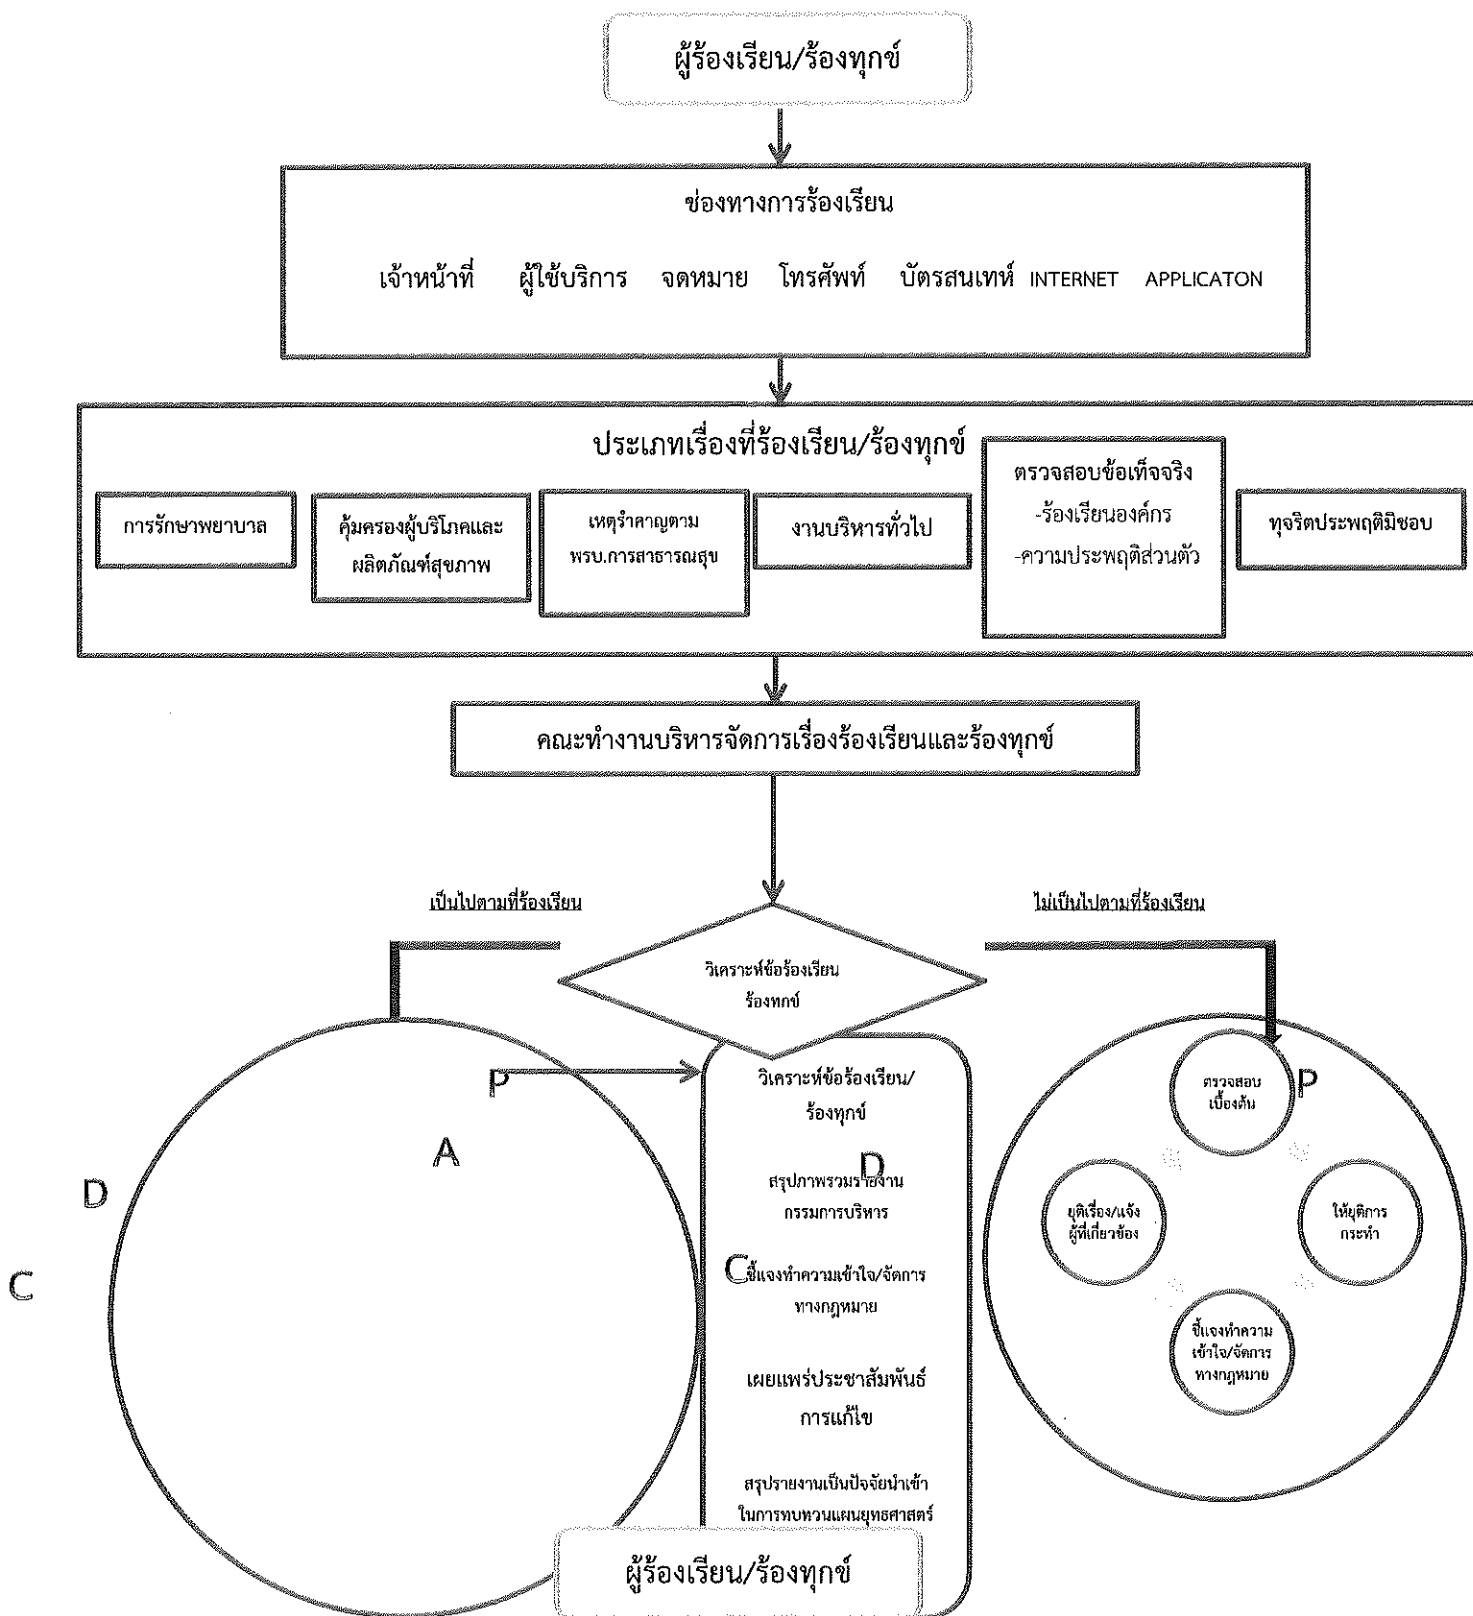 ผู้ร้องเรียน/ร้องทุกข์
ช่องทางการร้องเรียน
เจ้าหน้าที่ ผู้ใช้บริการ จดหมาย โทรศัพท์ บัตรสนเทห์ INTERNET APPLICATON
ประเภทเรื่องที่ร้องเรียน/ร้องทุกข์
การรักษาพยาบาล
คุ้มครองผู้บริโภคและ
ผลิตภัณฑ์สุขภาพ
เหตุรำคาญตาม
พรบ.การสาธารณสุข
งานบริหารทั่วไป
ตรวจสอบข้อเท็จจริง
-ร้องเรียนองค์กร
-ความประพฤติส่วนตัว
ทุจริตประพฤติมิชอบ
คณะทำงานบริหารจัดการเรื่องร้องเรียนและร้องทุกข์
เป็นไปตามที่ร้องเรียน
ไม่เป็นไปตามที่ร้องเรียน
วิเคราะห์ข้อร้องเรียน
ร้องทกข์
P
A
D
C
วิเคราะห์ข้อร้องเรียน/
ร้องทุกข์
D
สรุปภาพรวมรายงาน
กรรมการบริหาร
C
ชี้แจงทำความเข้าใจ/จัดการ
ทางกฎหมาย
เผยแพร่ประชาสัมพันธ์
การแก้ไข
สรุปรายงานเป็นปัจจัยนำเข้า
ในการทบทวนแผนยุทธศาสตร์
ตรวจสอบ
เบื้องต้น
P
ยุติเรื่อง/แจ้ง
ผู้ที่เกี่ยวข้อง
ให้ยุติการ
กระทำ
ชี้แจงทำความ
เข้าใจ/จัดการ
ทางกฎหมาย
ผู้ร้องเรียน/ร้องทุกข์